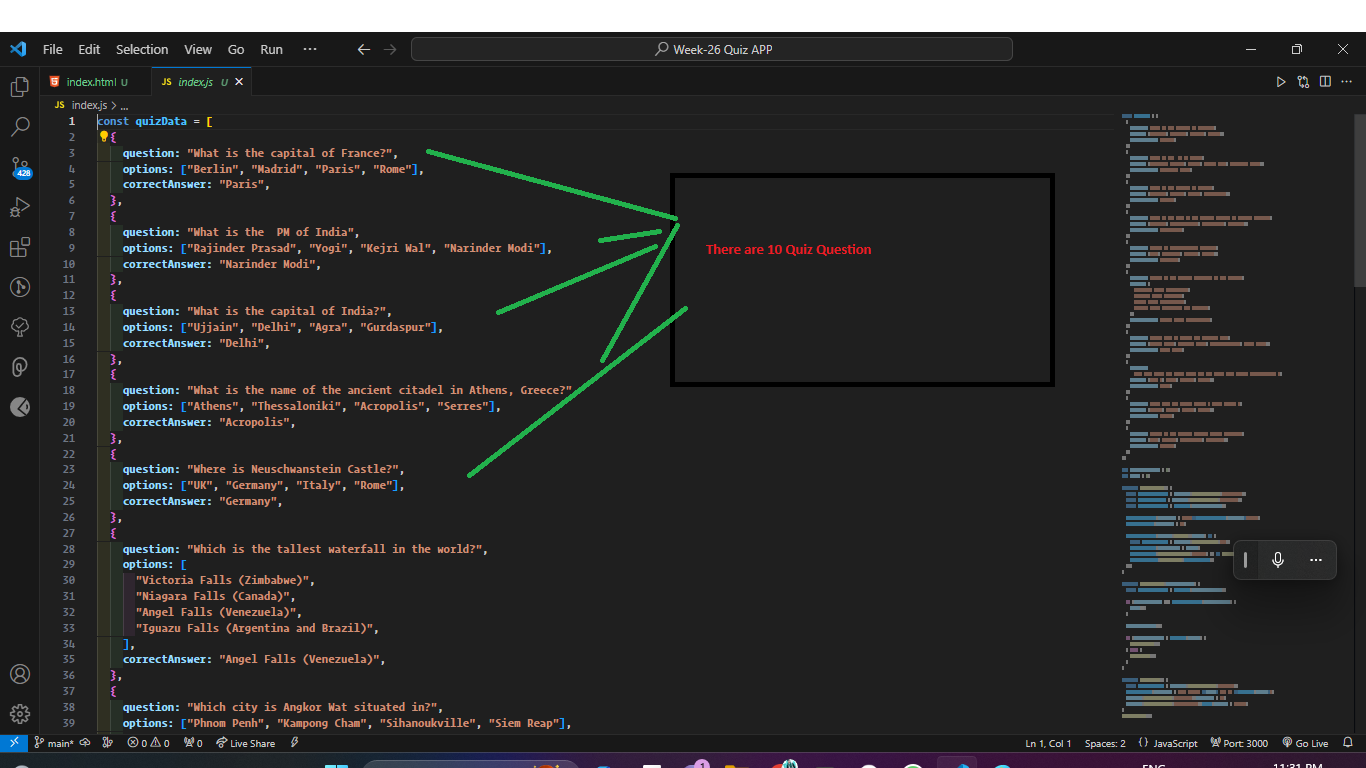 File Edit Selection View Go Run ··· Week-26 Quiz APP
index.html U JS index.js U
JS index.js > ...
1 const quizData = [
2 {
3 question: "What is the capital of France?",
4 options: ["Berlin", "Madrid", "Paris", "Rome"],
5 correctAnswer: "Paris",
6 },
7 {
8 question: "What is the  PM of India",
9 options: ["Rajinder Prasad", "Yogi", "Kejri Wal", "Narinder Modi"],
10 correctAnswer: "Narinder Modi",
11 },
12 {
13 question: "What is the capital of India?",
14 options: ["Ujjain", "Delhi", "Agra", "Gurdaspur"],
15 correctAnswer: "Delhi",
16 },
17 {
18 question: "What is the name of the ancient citadel in Athens, Greece?"
19 options: ["Athens", "Thessaloniki", "Acropolis", "Serres"],
20 correctAnswer: "Acropolis",
21 },
22 {
23 question: "Where is Neuschwanstein Castle?",
24 options: ["UK", "Germany", "Italy", "Rome"],
25 correctAnswer: "Germany",
26 },
27 {
28 question: "Which is the tallest waterfall in the world?",
29 options: [
30 "Victoria Falls (Zimbabwe)",
31 "Niagara Falls (Canada)",
32 "Angel Falls (Venezuela)",
33 "Iguazu Falls (Argentina and Brazil)",
34 ],
35 correctAnswer: "Angel Falls (Venezuela)",
36 },
37 {
38 question: "Which city is Angkor Wat situated in?",
39 options: ["Phnom Penh", "Kampong Cham", "Sihanoukville", "Siem Reap"],
There are 10 Quiz Question
428
main* 0 0 0 Live Share Ln 1, Col 1 Spaces: 2 {} JavaScript Port: 3000 Go Live
1 ENG 11:31 PM